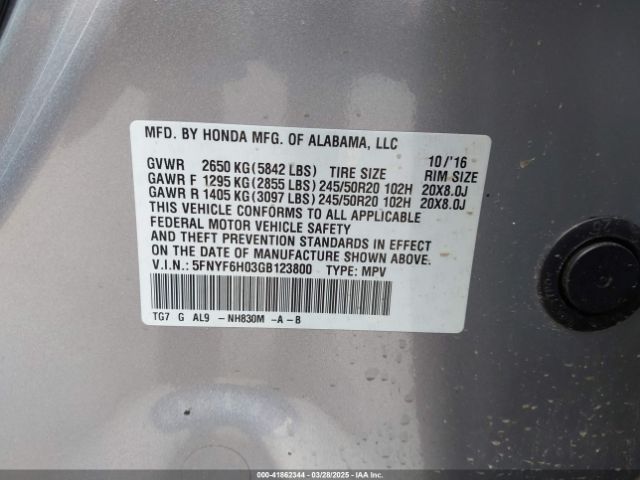 MFD. BY HONDA MFG. OF ALABAMA, LLC
10/'16
GVWR 2650 KG(5842 LBS) TIRE SIZE RIM SIZE
GAWR F 1295 KG(2855 LBS)245/50R20 102H 20X8.0J
GAWR R 1405 KG(3097 LBS)245/50R20 102H 20X8.0J
THIS VEHICLE CONFORMS TO ALL APPLICABLE
FEDERAL MOTOR VEHICLE SAFETY
AND THEFT PREVENTION STANDARDS IN EFFECT
ON THE DATE OF MANUFACTURE SHOWN ABOVE.
V.I.N.: 5FNYF6H03GB123800 TYPE: MPV
TG7 G AL9 -NH830M -A-B
000-41862344 | 03/28/2025 - IAAI.COM